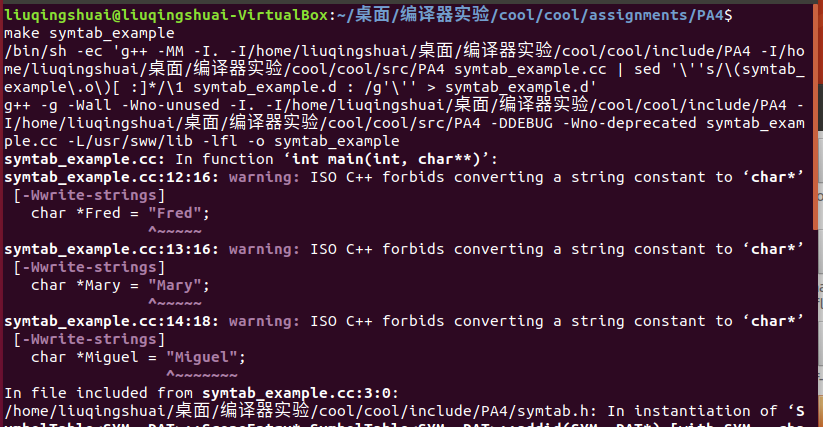 liuqingshuai@liuqingshuai-VirtualBox:~/桌面/编译器实验/cool/cool/assignments/PA4$
make symtab_example
/bin/sh -ec 'g++ -MM -I. -I/home/liuqingshuai/桌面/编译器实验/cool/cool/include/PA4 -I/ho
me/liuqingshuai/桌面/编译器实验/cool/cool/src/PA4 symtab_example.cc | sed '\''s/\(symtab_
example\.o\)[ :]*/\1 symtab_example.d : /g'\'' > symtab_example.d'
g++ -g -Wall -Wno-unused -I. -I/home/liuqingshuai/桌面/编译器实验/cool/cool/include/PA4 -
I/home/liuqingshuai/桌面/编译器实验/cool/cool/src/PA4 -DDEBUG -Wno-deprecated symtab_exam
ple.cc -L/usr/sww/lib -lfl -o symtab_example
symtab_example.cc: In function ‘int main(int, char**)’:
symtab_example.cc:12:16: warning: ISO C++ forbids converting a string constant to ‘char*’
[-Wwrite-strings]
char *Fred = "Fred";
^~~~~~
symtab_example.cc:13:16: warning: ISO C++ forbids converting a string constant to ‘char*’
[-Wwrite-strings]
char *Mary = "Mary";
^~~~~~
symtab_example.cc:14:18: warning: ISO C++ forbids converting a string constant to ‘char*’
[-Wwrite-strings]
char *Miguel = "Miguel";
^~~~~~~~
In file included from symtab_example.cc:3:0:
/home/liuqingshuai/桌面/编译器实验/cool/cool/include/PA4/symtab.h: In instantiation of ‘S